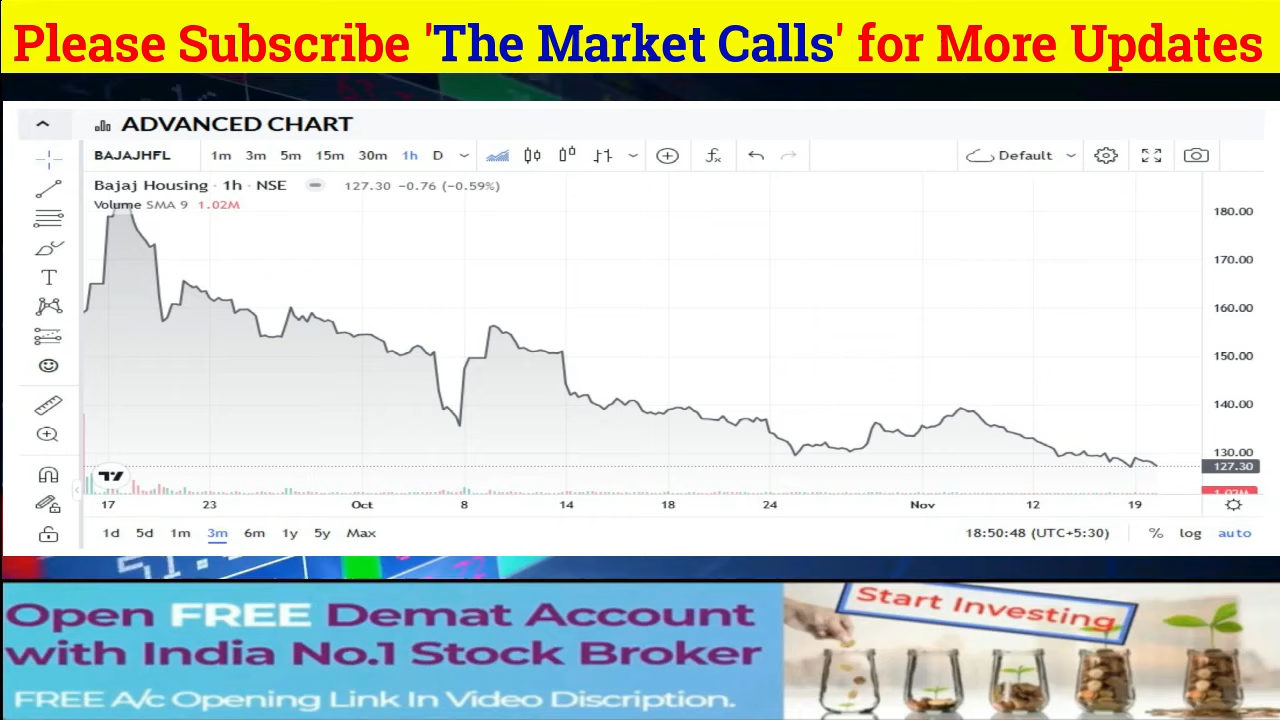 Please Subscribe 'The Market Calls' for More Updates
ADVANCED CHART
BAJAJHFL 1m 3m 5m 15m 30m 1h D Default
Bajaj Housing · 1h · NSE 127.30 −0.76 (−0.59%)
Volume SMA 9 1.02M
180.00
170.00
160.00
150.00
140.00
130.00
127.30
1.02M
17 23 Oct 8 14 18 24 Nov 12 19
1d 5d 1m 3m 6m 1y 5y Max 18:50:48 (UTC+5:30) % log auto
Open FREE Demat Account
with India No.1 Stock Broker
FREE A/c Opening Link In Video Discription.
Start Investing